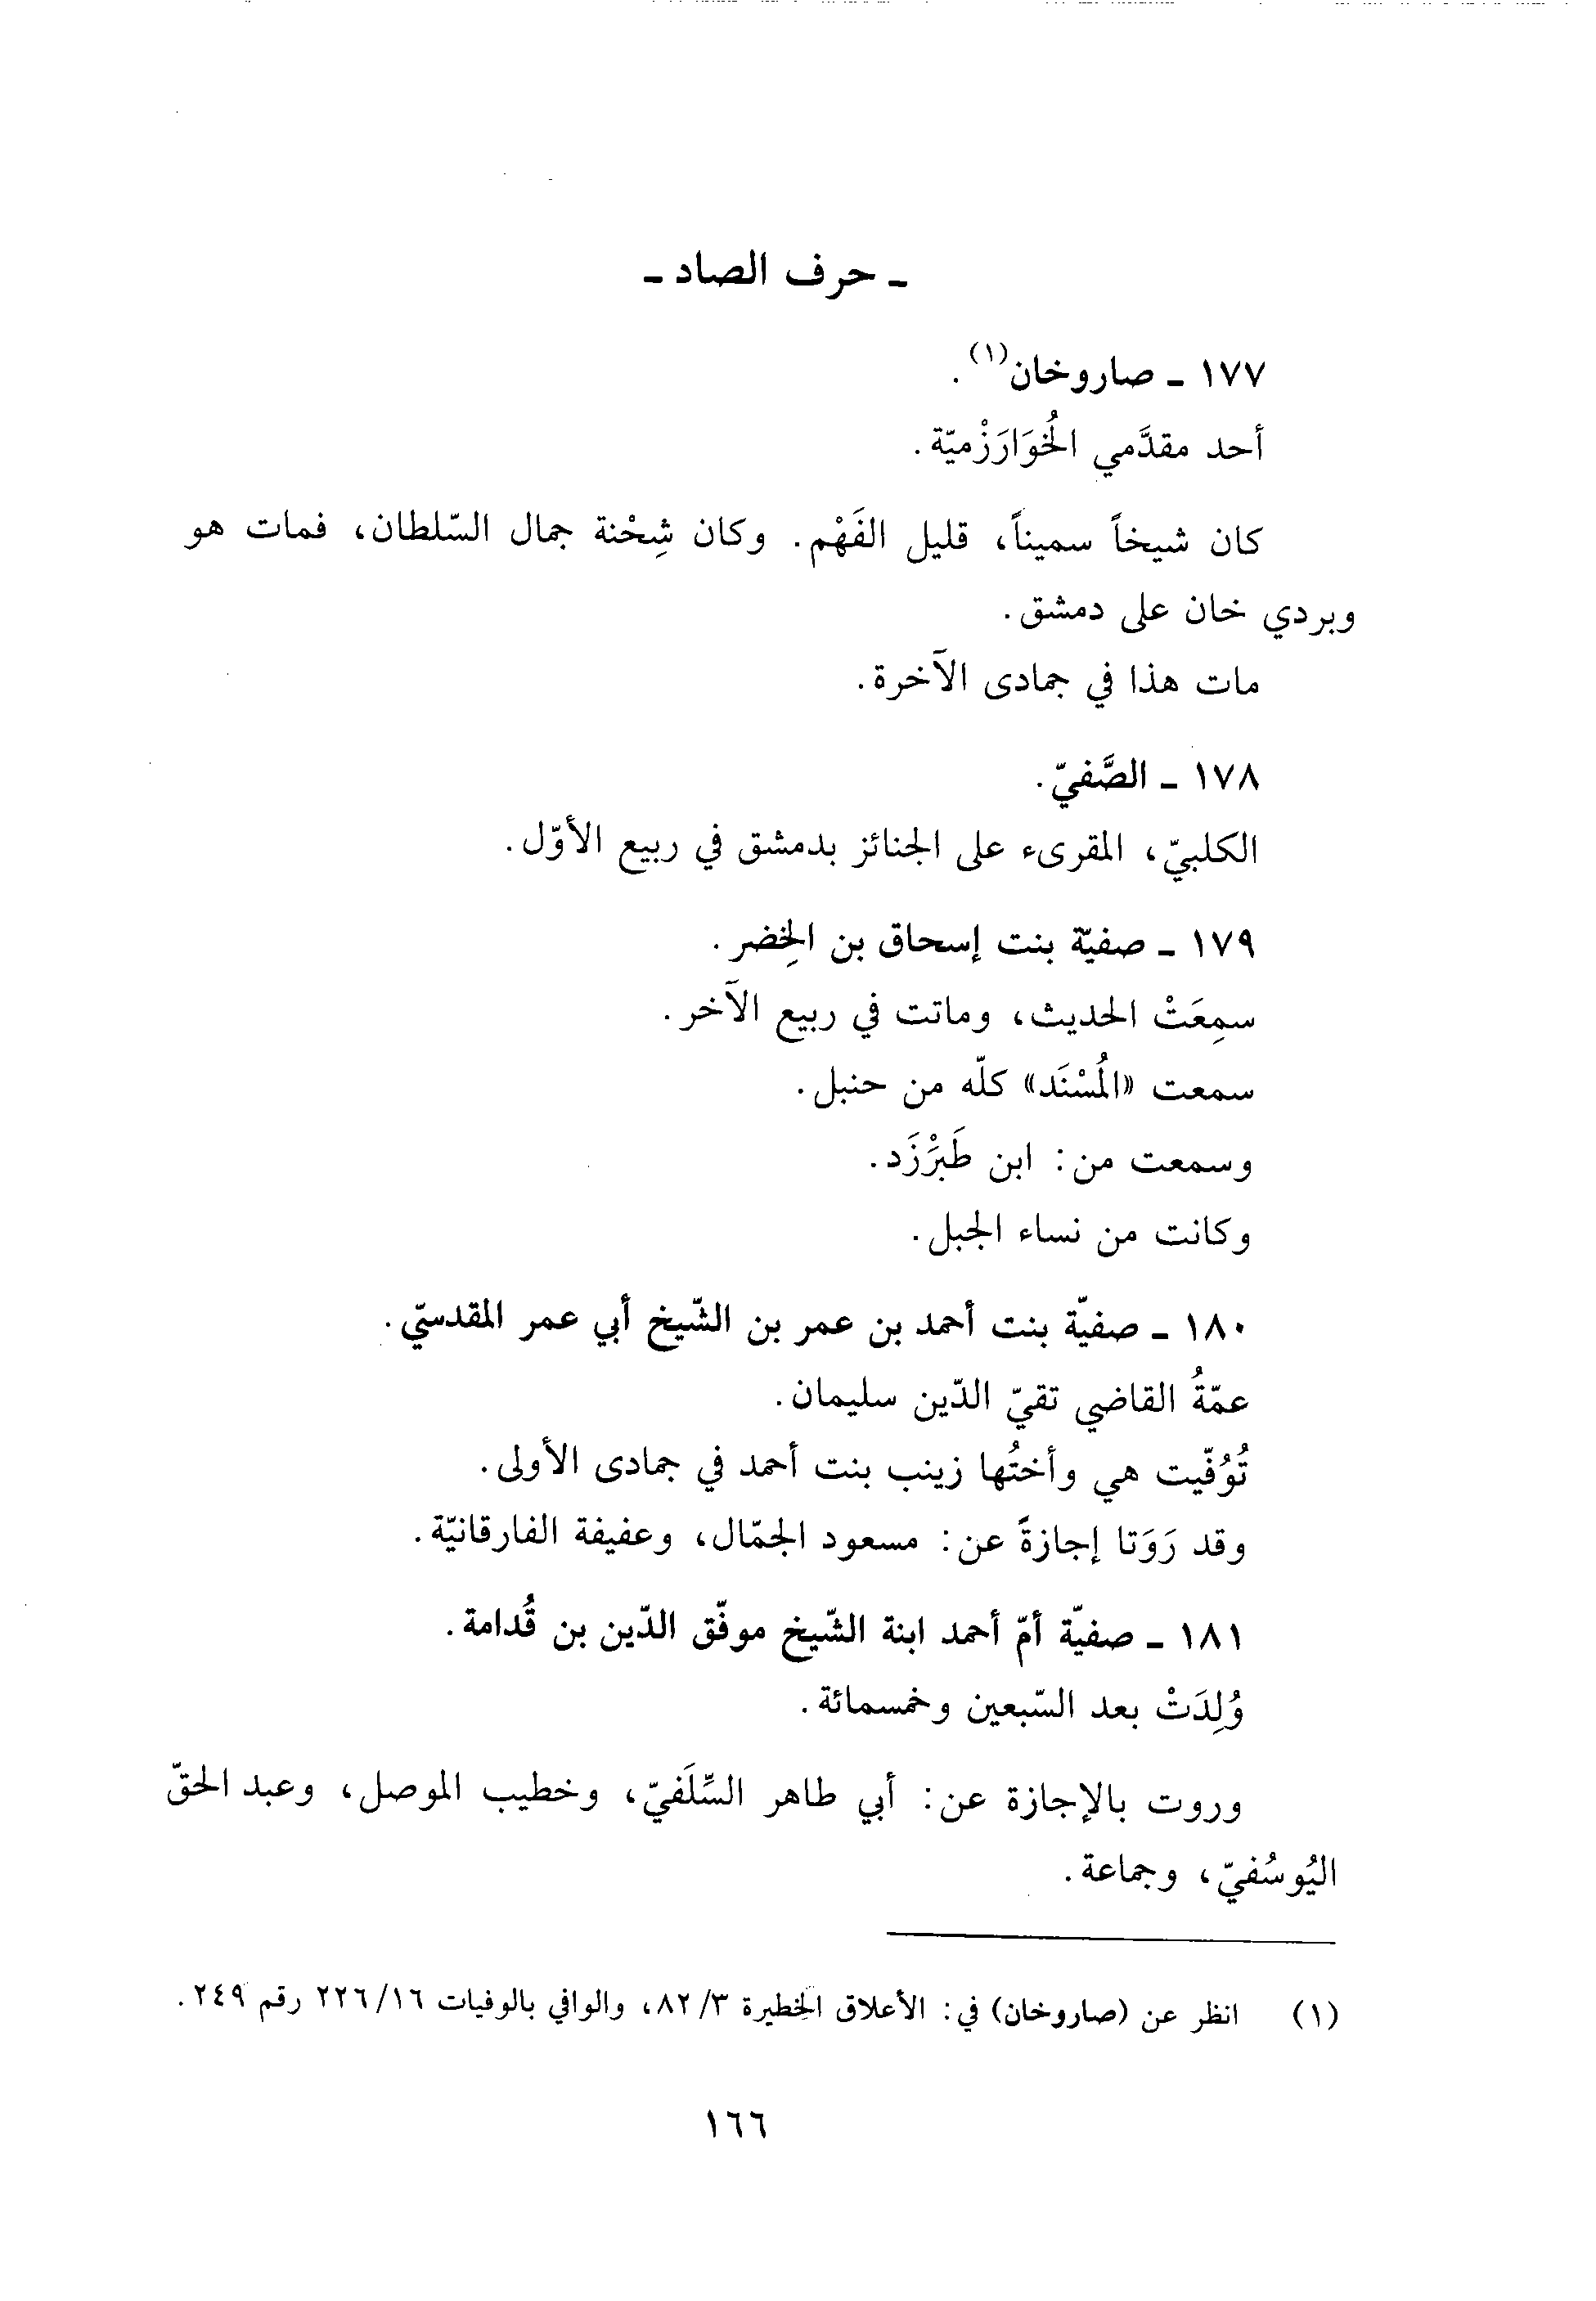 ـ حرف الصاد ـ
١٧٧ ـ صاروخان(١).
أحد مقدَّمي الخُوَارَزْميّة.
كان شيخاً سميناً، قليل الفَهْم. وكان شِحْنة جمال السّلطان، فمات هو
وبردي خان على دمشق.
مات هذا في جمادى الآخرة.
١٧٨ ـ الصَّفيّ.
الكلبيّ، المقرىء على الجنائز بدمشق في ربيع الأوّل.
١٧٩ ـ صفيّة بنت إسحاق بن الخِضر.
سمِعَتْ الحديث، وماتت في ربيع الآخر.
سمعت «المُسْنَد» كلّه من حنبل.
وسمعت من: ابن طَبَرْزَد.
وكانت من نساء الجبل.
١٨٠ ـ صفيّة بنت أحمد بن عمر بن الشّيخ أبي عمر المقدسيّ.
عمّةُ القاضي تقيّ الدّين سليمان.
تُوُفّيت هي وأختُها زينب بنت أحمد في جمادى الأولى.
وقد رَوَتا إجازةً عن: مسعود الجمّال، وعفيفة الفارقانيّة.
١٨١ ـ صفيّة أمّ أحمد ابنة الشّيخ موفّق الدّين بن قُدامة.
وُلِدَتْ بعد السّبعين وخمسمائة.
وروت بالإجازة عن: أبي طاهر السِّلَفيّ، وخطيب الموصل، وعبد الحقّ
اليُوسُفيّ، وجماعة.
(١) انظر عن (صاروخان) في: الأعلاق الخطيرة ٣/ ٨٢، والوافي بالوفيات ١٦/ ٢٢٦ رقم ٢٤٩.
١٦٦